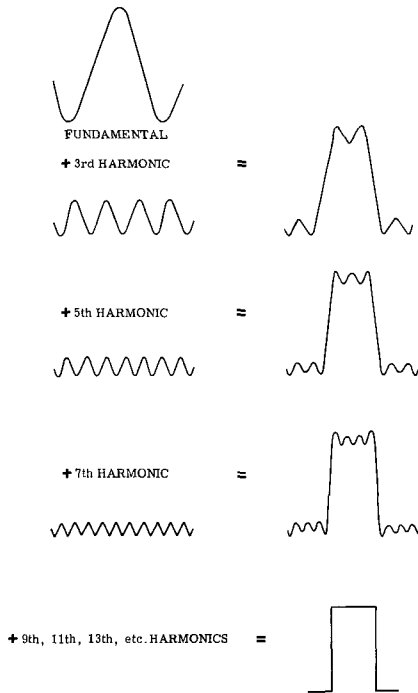 FUNDAMENTAL
+ 3rd HARMONIC =
+ 5th HARMONIC =
+ 7th HARMONIC =
+ 9th, 11th, 13th, etc. HARMONICS =